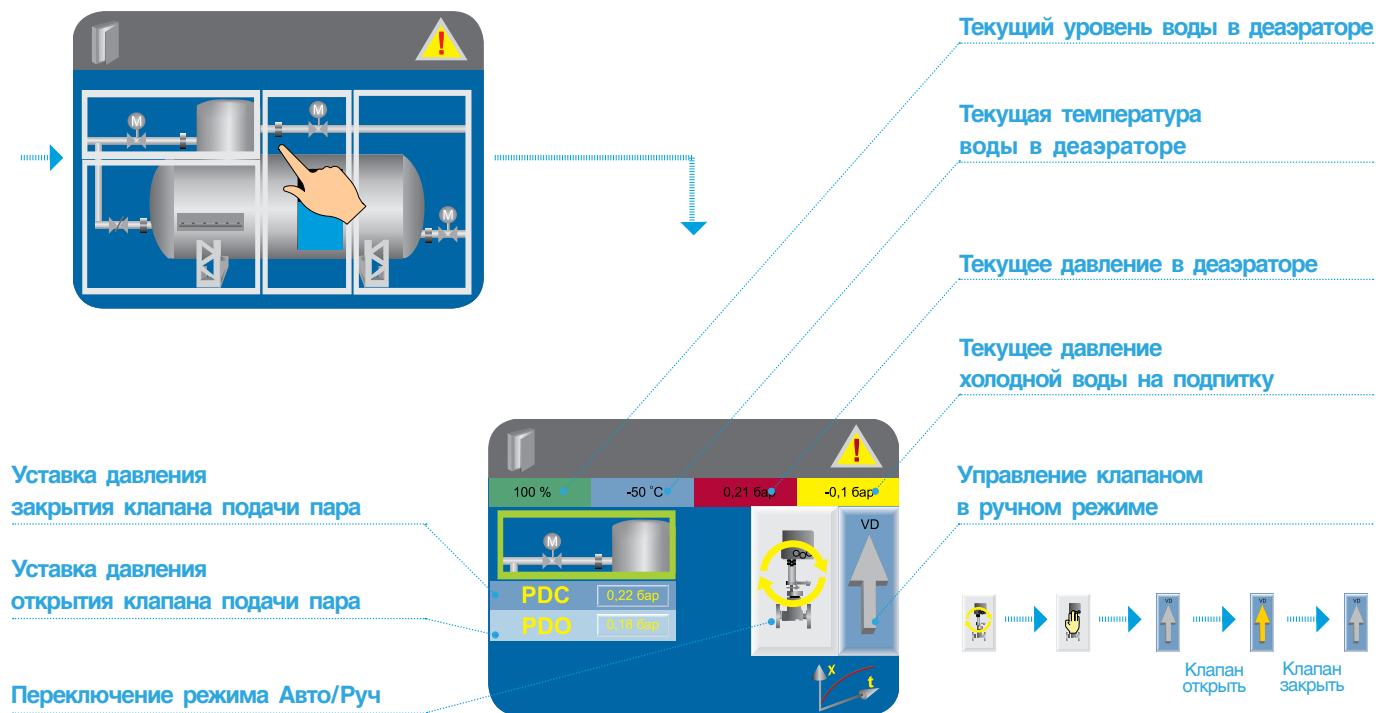 M
M
M
Текущий уровень воды в деаэраторе
Текущая температура
воды в деаэраторе
Текущее давление в деаэраторе
Текущее давление
холодной воды на подпитку
Управление клапаном
в ручном режиме
Уставка давления
закрытия клапана подачи пара
Уставка давления
открытия клапана подачи пара
Переключение режима Авто/Руч
100 %
-50 °C
0,21 бар
-0,1 бар
M
VD
PDC
0,22 бар
PDO
0,18 бар
x
t
VD
VD
VD
Клапан
открыть
Клапан
закрыть